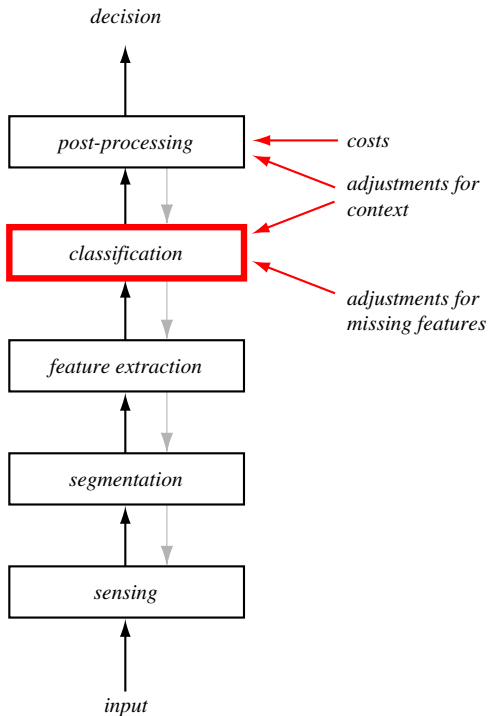 decision
post-processing
costs
adjustments for
context
classification
adjustments for
missing features
feature extraction
segmentation
sensing
input